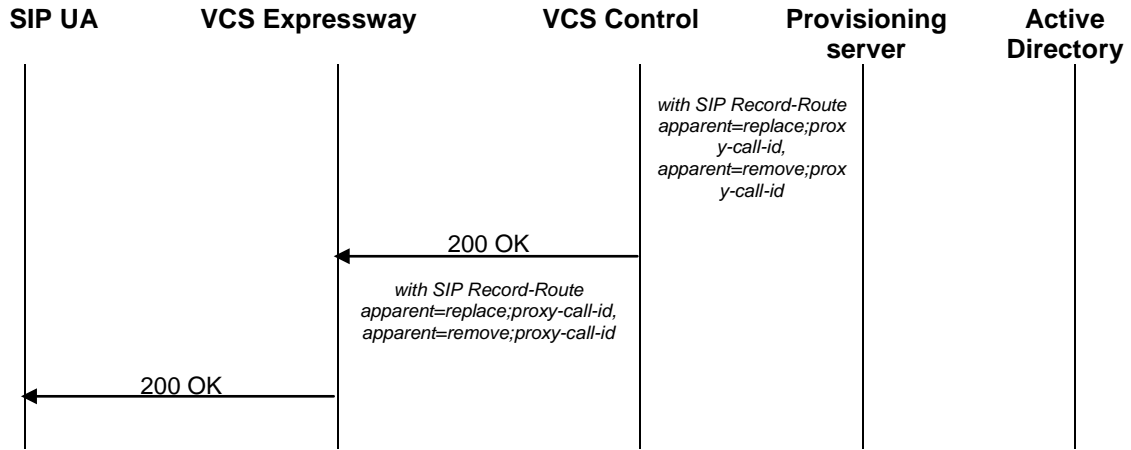 SIP UA VCS Expressway VCS Control Provisioning Active
server Directory
with SIP Record-Route
apparent=replace;prox
y-call-id,
apparent=remove;prox
y-call-id
200 OK
with SIP Record-Route
apparent=replace;proxy-call-id,
apparent=remove;proxy-call-id
200 OK